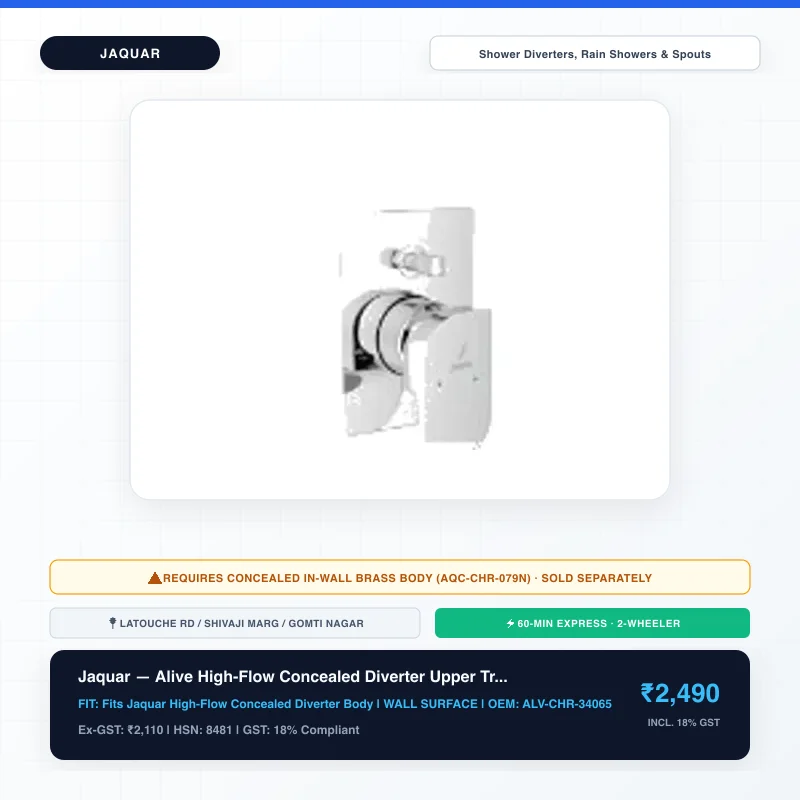 JAQUAR
Shower Diverters, Rain Showers & Spouts
REQUIRES CONCEALED IN-WALL BRASS BODY (AQC-CHR-079N) · SOLD SEPARATELY
LATOUCHE RD / SHIVAJI MARG / GOMTI NAGAR
60-MIN EXPRESS · 2-WHEELER
Jaquar — Alive High-Flow Concealed Diverter Upper Tr...
FIT: Fits Jaquar High-Flow Concealed Diverter Body | WALL SURFACE | OEM: ALV-CHR-34065
₹2,490
Ex-GST: ₹2,110 | HSN: 8481 | GST: 18% Compliant
INCL. 18% GST